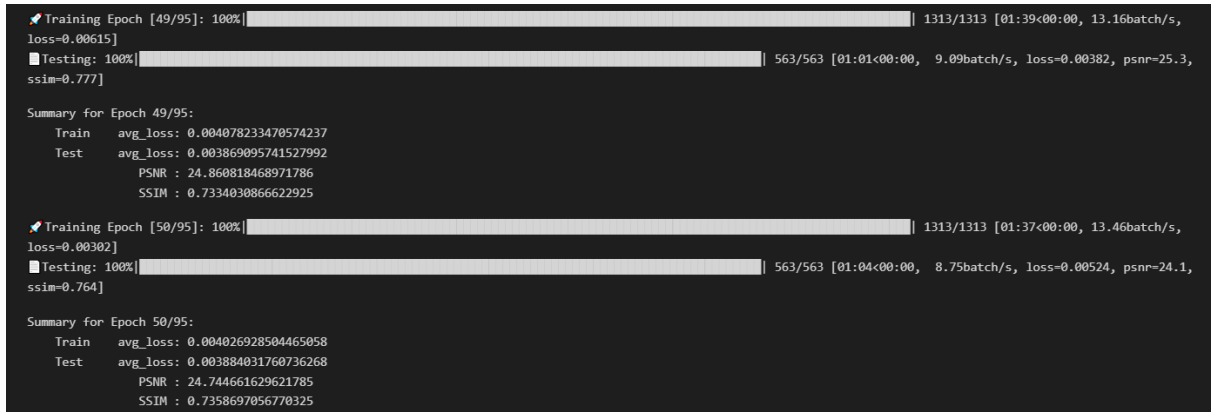 🚀Training Epoch [49/95]: 100%|██████████| 1313/1313 [01:39<00:00, 13.16batch/s,
loss=0.00615]
📄Testing: 100%|██████████| 563/563 [01:01<00:00,  9.09batch/s, loss=0.00382, psnr=25.3,
ssim=0.777]
Summary for Epoch 49/95:
Train avg_loss: 0.004078233470574237
Test avg_loss: 0.003869095741527992
PSNR : 24.860818468971786
SSIM : 0.7334030866622925
🚀Training Epoch [50/95]: 100%|██████████| 1313/1313 [01:37<00:00, 13.46batch/s,
loss=0.00302]
📄Testing: 100%|██████████| 563/563 [01:04<00:00,  8.75batch/s, loss=0.00524, psnr=24.1,
ssim=0.764]
Summary for Epoch 50/95:
Train avg_loss: 0.004026928504465058
Test avg_loss: 0.003884031760736268
PSNR : 24.744661629621785
SSIM : 0.7358697056770325